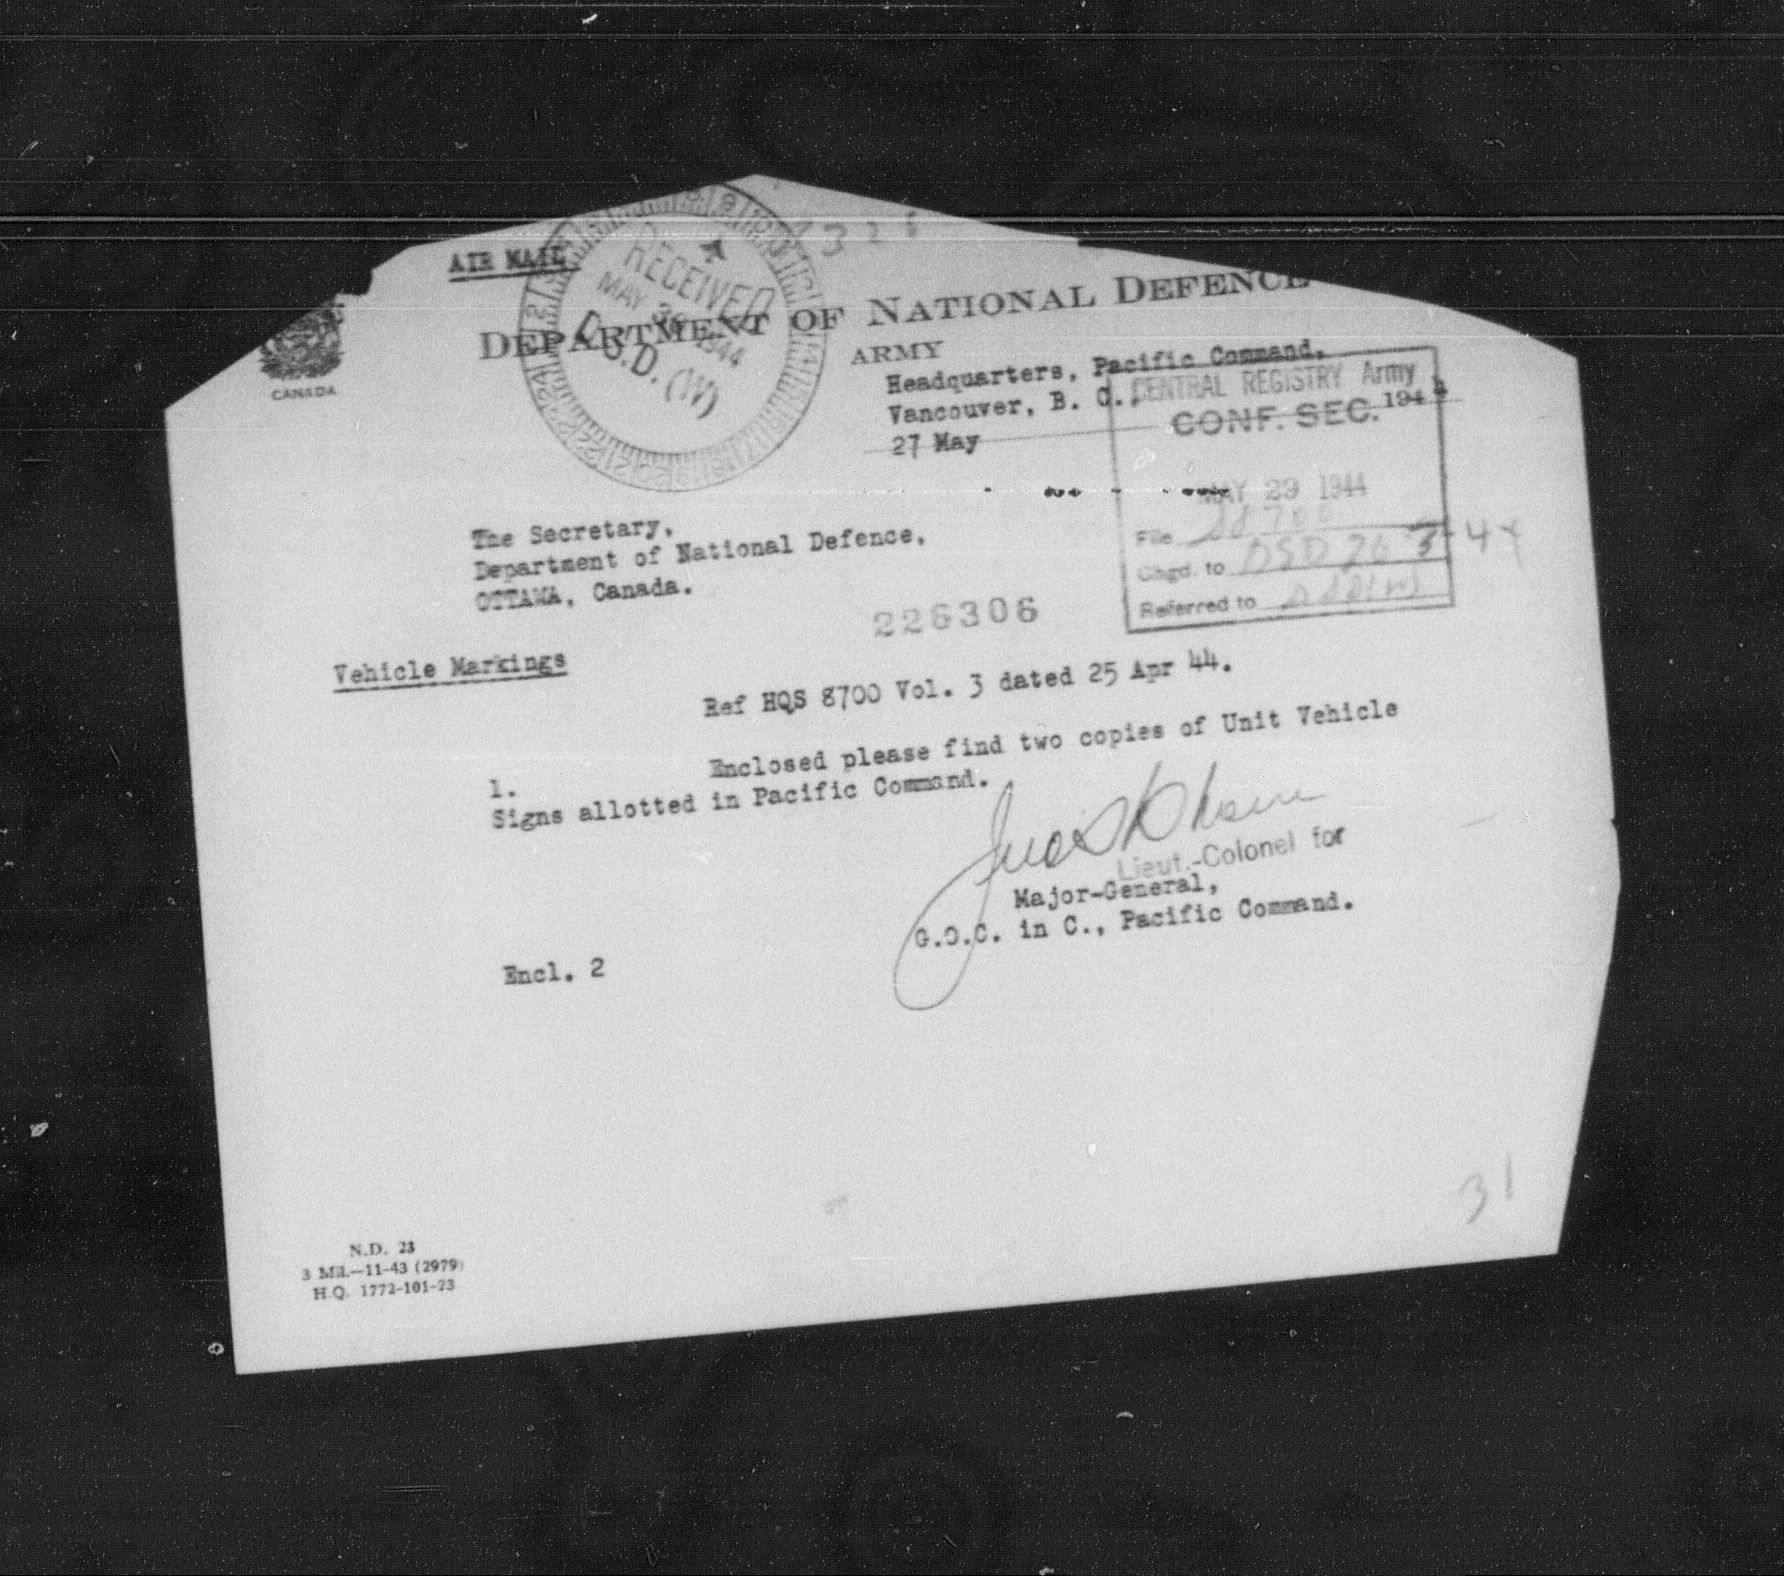 AIR MAIL
RECEIVED
MAY 1944
D.S.D. (W)
CANADA
DEPARTMENT OF NATIONAL DEFENCE
ARMY
Headquarters, Pacific Command,
Vancouver, B. C.,
27 May 1944
CENTRAL REGISTRY Army
CONF. SEC.
MAY 29 1944
File
Chgd. to DSD
Referred to
The Secretary,
Department of National Defence,
OTTAWA, Canada.
226306
Vehicle Markings
Ref HQS 8700 Vol. 3 dated 25 Apr 44.
1. Enclosed please find two copies of Unit Vehicle
Signs allotted in Pacific Command.
Lieut.-Colonel for
Major-General,
G.O.C. in C., Pacific Command.
Encl. 2
31
N.D. 23
3 Mil.—11-43 (2979)
H.Q. 1772-101-23